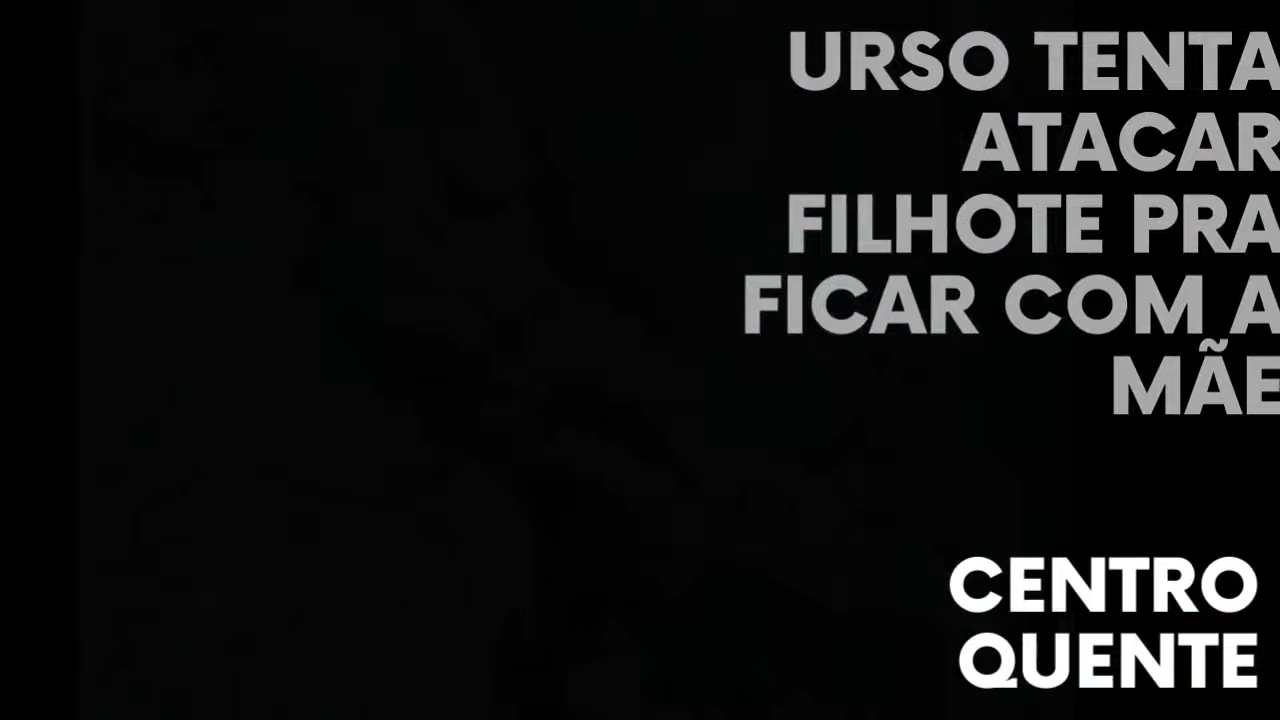 URSO TENTA
ATACAR
FILHOTE PRA
FICAR COM A
MÃE
CENTRO
QUENTE